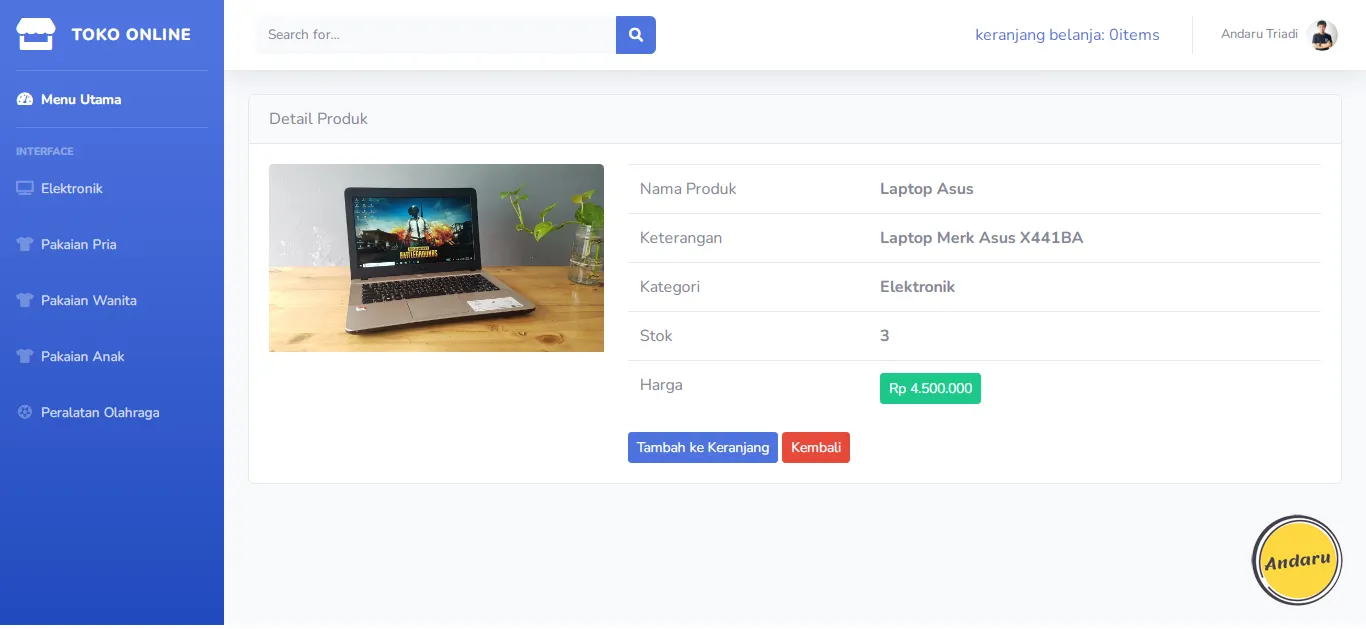 TOKO ONLINE
Search for...
keranjang belanja: 0items
Andaru Triadi
Menu Utama
INTERFACE
Elektronik
Pakaian Pria
Pakaian Wanita
Pakaian Anak
Peralatan Olahraga
Detail Produk
BATTLEGROUNDS
Nama Produk Laptop Asus
Keterangan Laptop Merk Asus X441BA
Kategori Elektronik
Stok 3
Harga Rp 4.500.000
Tambah ke Keranjang Kembali
Andaru